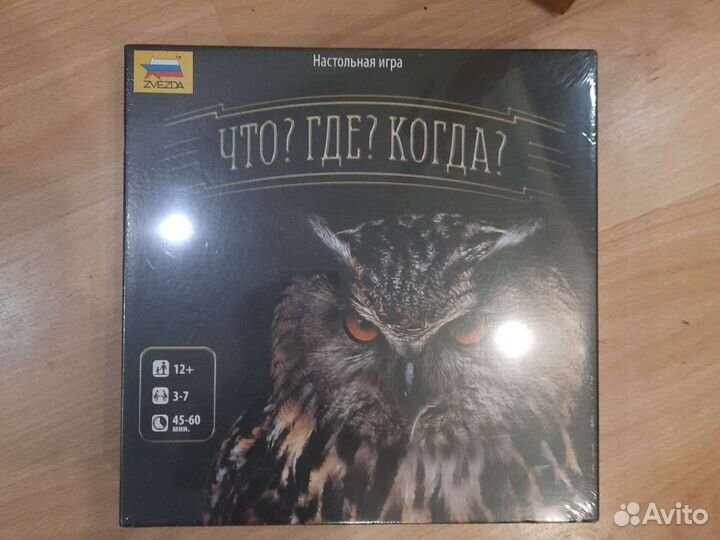 Настольная игра
ZVEZDA
ЧТО? ГДЕ? КОГДА?
12+
3-7
45-60
мин.
Avito